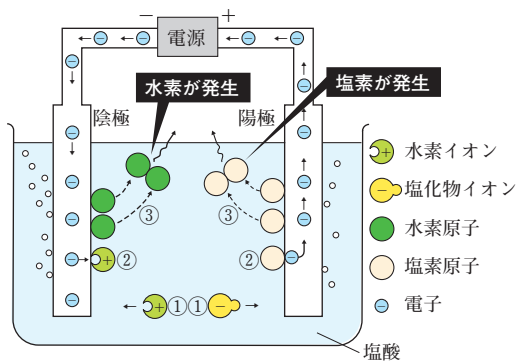 − +
電源
水素が発生
塩素が発生
陰極
陽極
③ ③
② ②
①①
水素イオン
塩化物イオン
水素原子
塩素原子
電子
塩酸